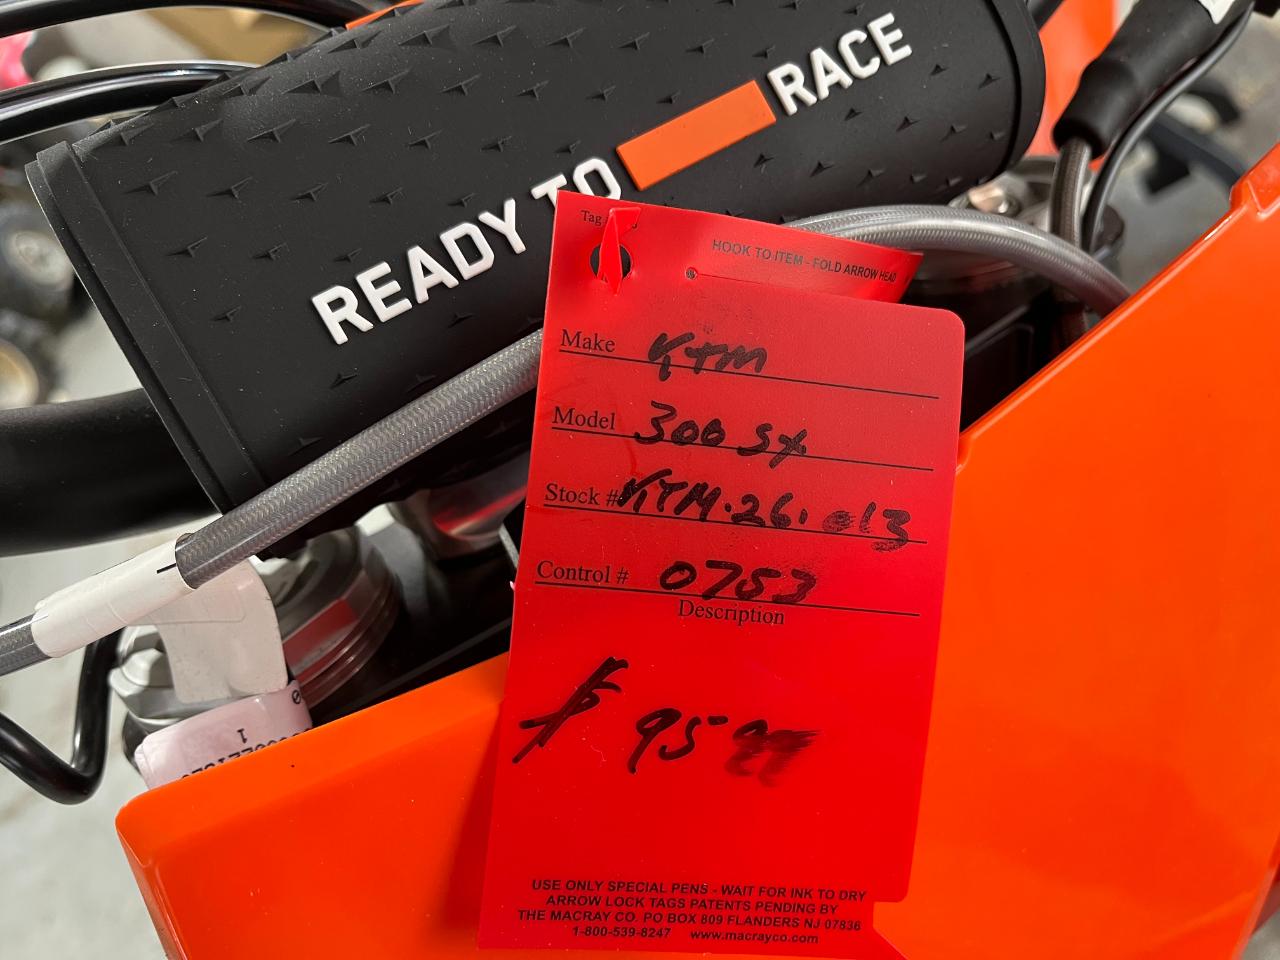 READY TO RACE
Tag
HOOK TO ITEM - FOLD ARROW HEAD
Make KTM
Model 300 SX
Stock # KTM.26.013
Control # 0753
Description
$ 95
USE ONLY SPECIAL PENS - WAIT FOR INK TO DRY
ARROW LOCK TAGS PATENTS PENDING BY
THE MACRAY CO. PO BOX 809 FLANDERS NJ 07836
1-800-539-8247 www.macrayco.com
1